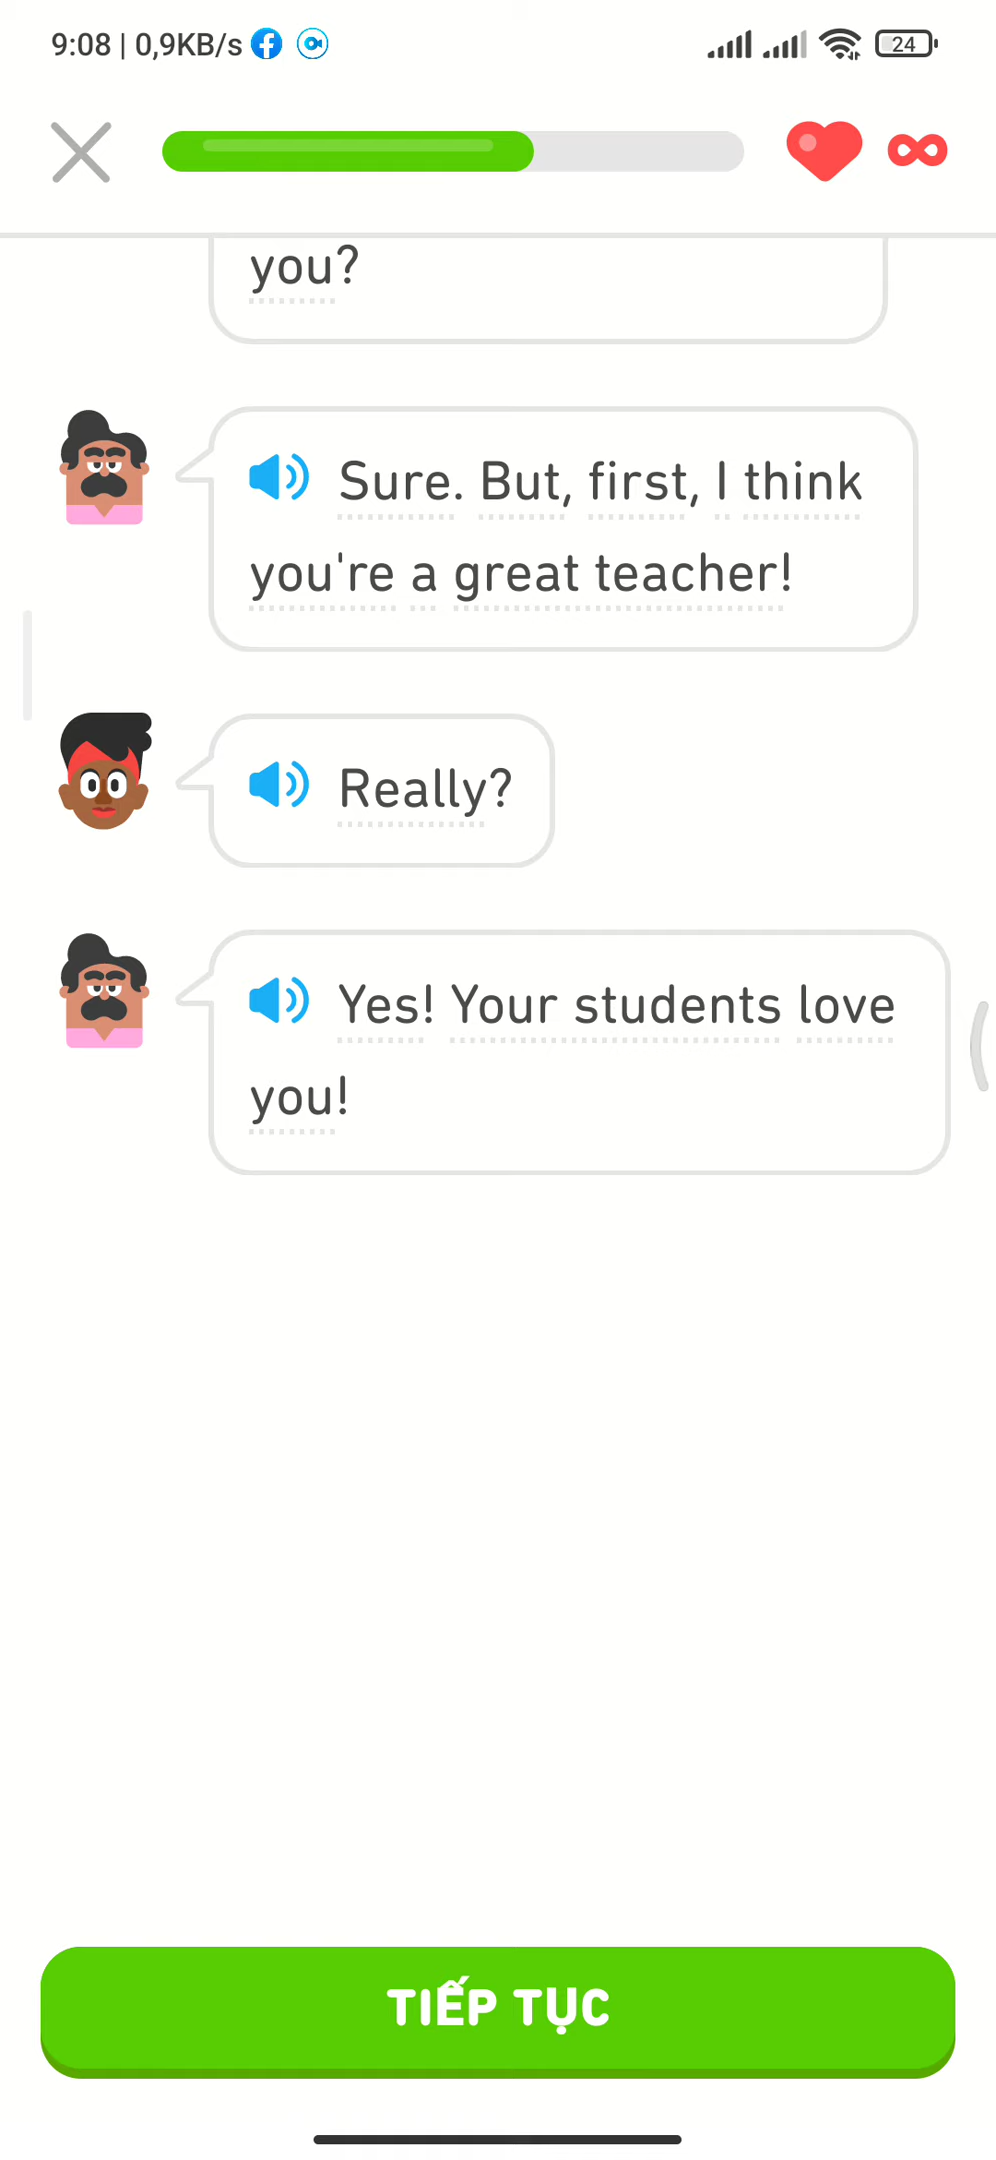 9:08 | 0,9KB/s
24
you?
Sure. But, first, I think
you're a great teacher!
Really?
Yes! Your students love
you!
TIẾP TỤC